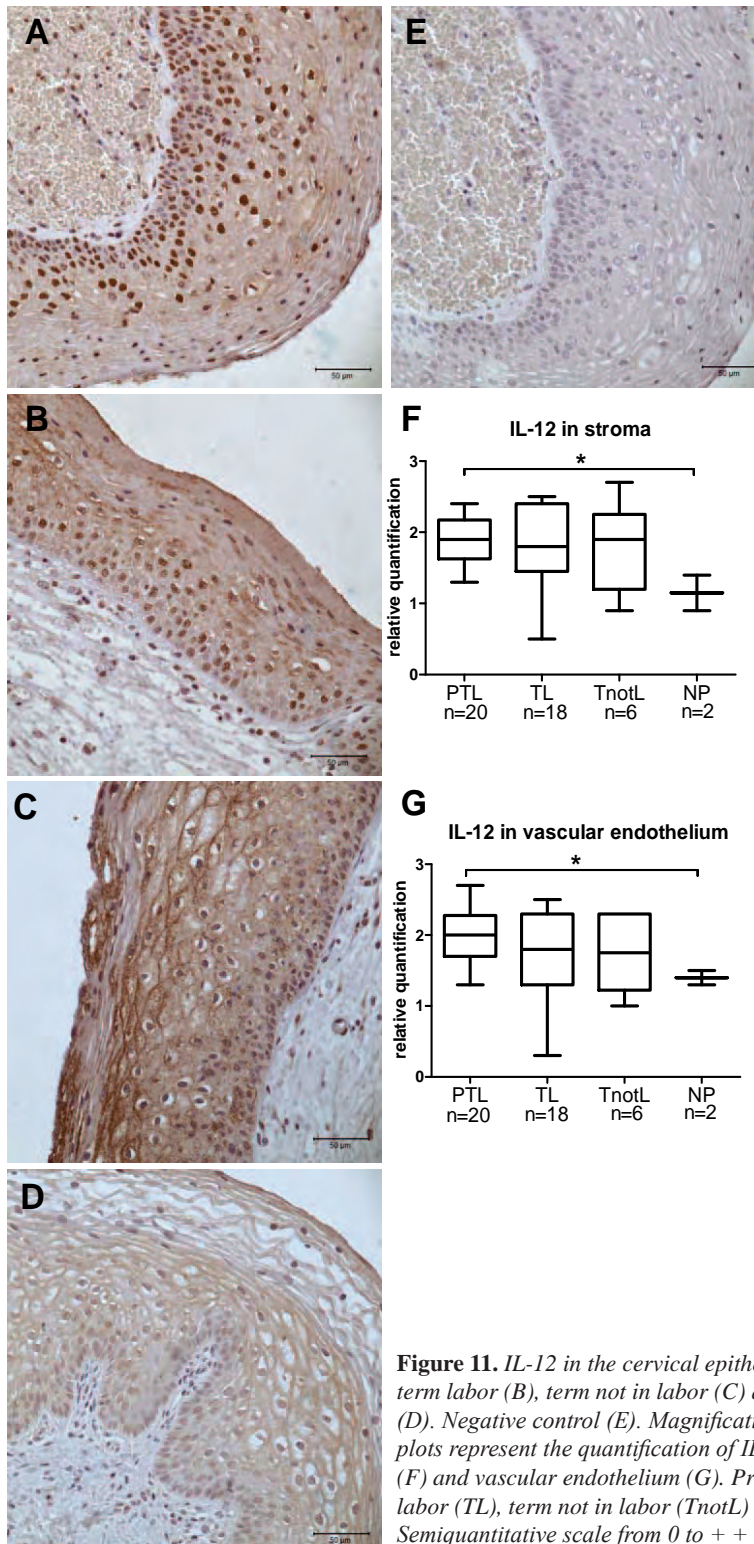 A
50 µm
E
50 µm
B
50 µm
F
IL-12 in stroma
*
relative quantification
3
2
1
0
PTL TL TnotL NP
n=20 n=18 n=6 n=2
C
50 µm
G
IL-12 in vascular endothelium
*
relative quantification
3
2
1
0
PTL TL TnotL NP
n=20 n=18 n=6 n=2
D
50 µm
Figure 11. IL-12 in the cervical
term labor (B), term not in labor (C)
(D). Negative control (E).
plots represent the quantification of
(F) and vascular endothelium (G).
labor (TL), term not in labor (TnotL)
Semiquantitative scale from 0 to + +